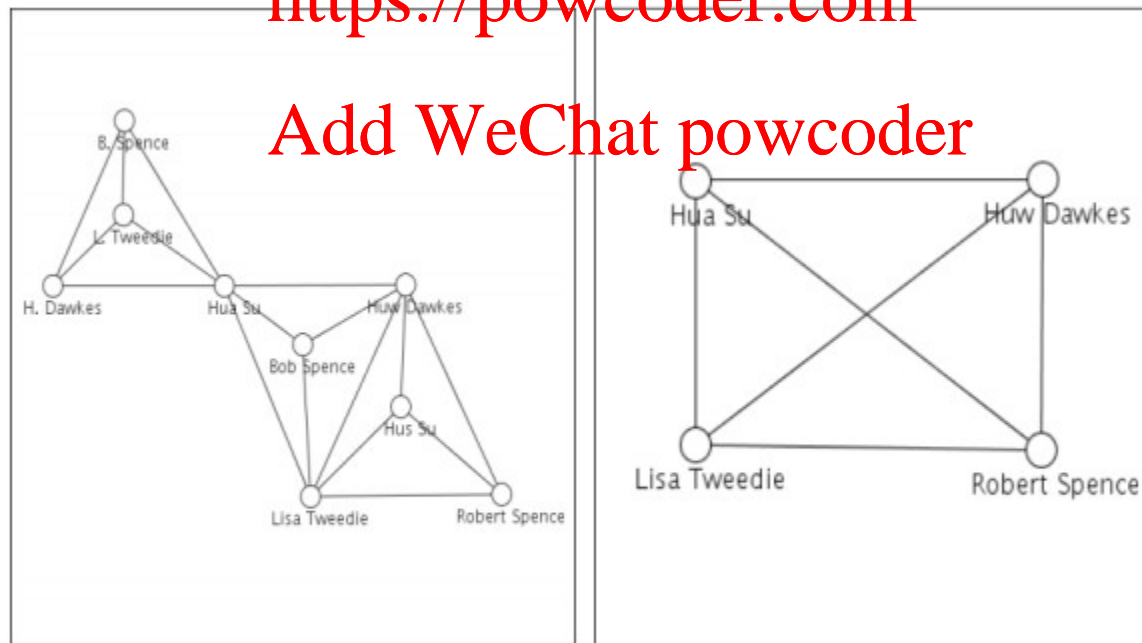 https://powcoder.com
Add WeChat powcoder
B. Spence
L. Tweedie
H. Dawkes
Hua Su
Huw Dawkes
Bob Spence
Hus Su
Lisa Tweedie
Robert Spence
Hua Su
Huw Dawkes
Lisa Tweedie
Robert Spence